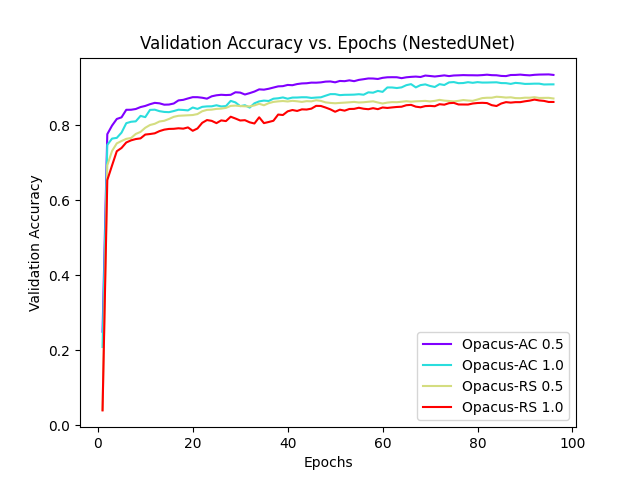 Validation Accuracy vs. Epochs (NestedUNet)
Validation Accuracy
0.8
0.6
0.4
0.2
0.0
0 20 40 60 80 100
Epochs
Opacus-AC 0.5
Opacus-AC 1.0
Opacus-RS 0.5
Opacus-RS 1.0